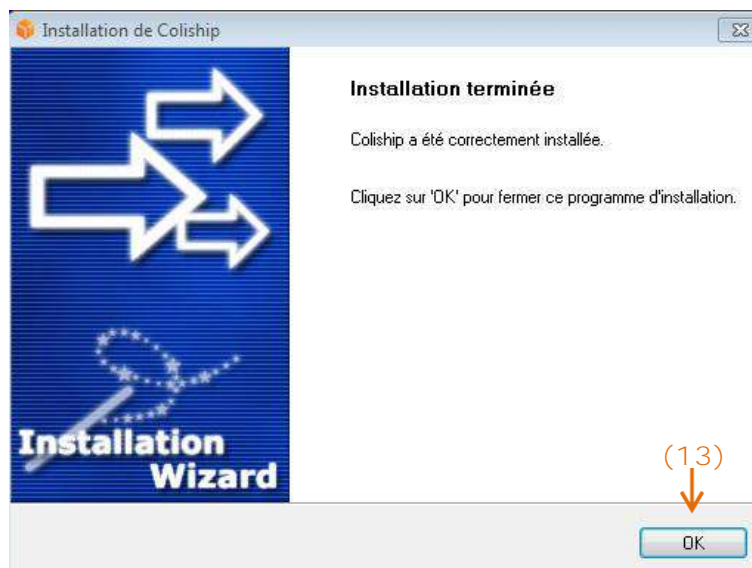 Installation de Coliship
Installation terminée
Coliship a été correctement installée.
Cliquez sur 'OK' pour fermer ce programme d'installation.
Installation
Wizard
(13)
OK